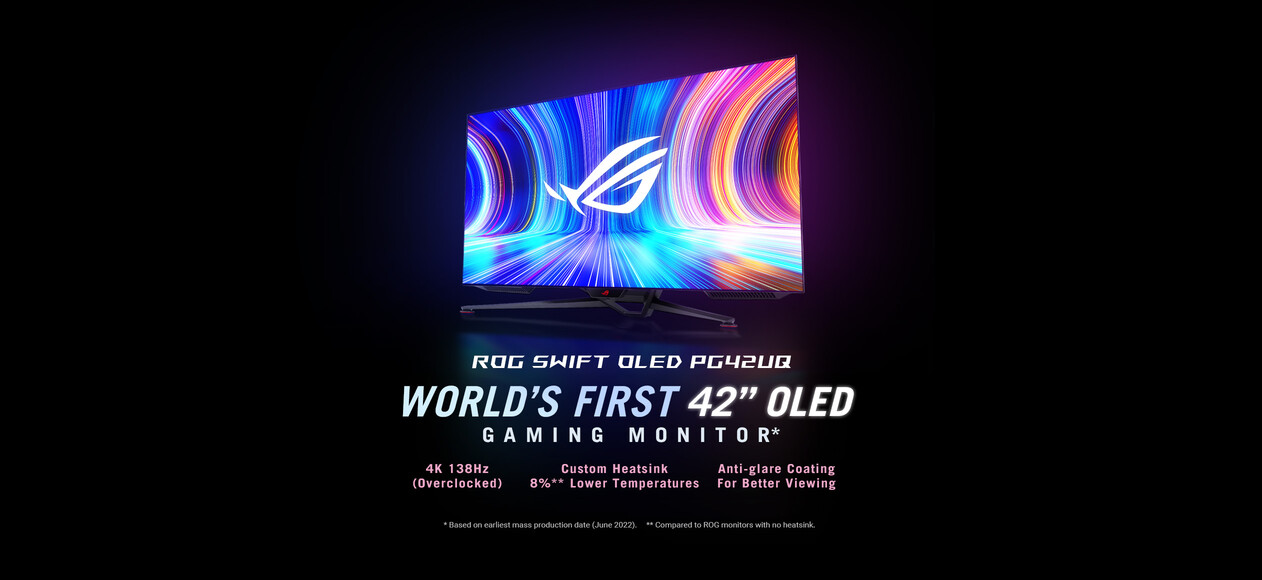 ROG SWIFT OLED PG42UQ
WORLD'S FIRST 42” OLED
GAMING MONITOR*
4K 138Hz
(Overclocked)
Custom Heatsink
8%** Lower Temperatures
Anti-glare Coating
For Better Viewing
* Based on earliest mass production date (June 2022).    ** Compared to ROG monitors with no heatsink.